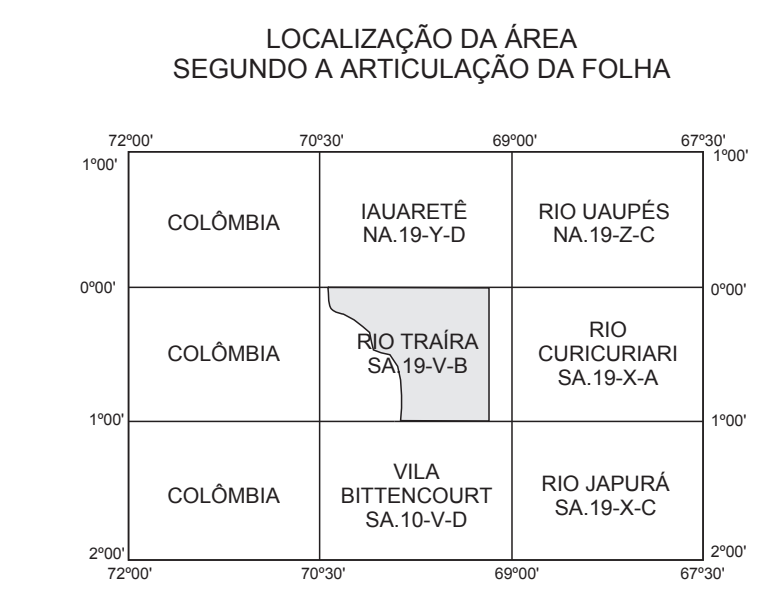 LOCALIZAÇÃO DA ÁREA
SEGUNDO A ARTICULAÇÃO DA FOLHA
72º00'
70º30'
69º00'
67º30'
1º00'
1º00'
COLÔMBIA
IAUARETÊ
NA.19-Y-D
RIO UAUPÉS
NA.19-Z-C
0º00'
0º00'
COLÔMBIA
RIO TRAÍRA
SA.19-V-B
RIO
CURICURIARI
SA.19-X-A
1º00'
1º00'
COLÔMBIA
VILA
BITTENCOURT
SA.10-V-D
RIO JAPURÁ
SA.19-X-C
2º00'
2º00'
72º00'
70º30'
69º00'
67º30'